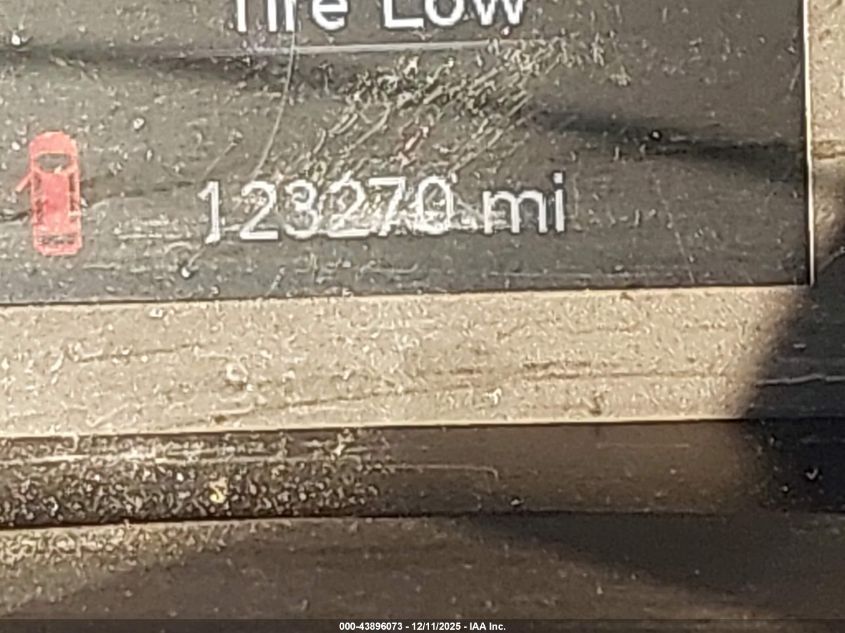 Tire Low
123270 mi
000-43896073 - 12/11/2025 - IAA Inc.